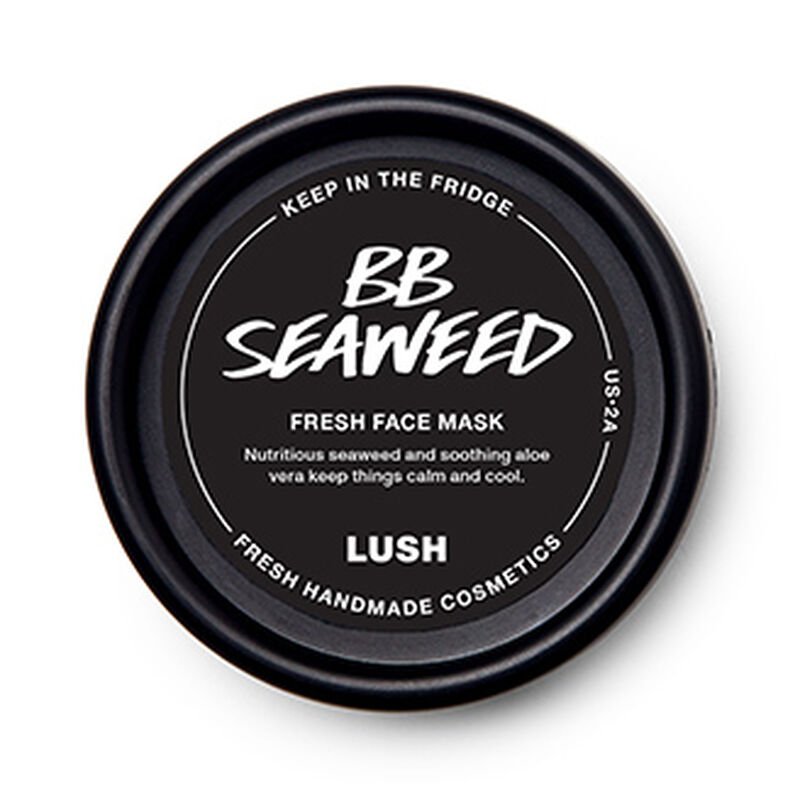 KEEP IN THE FRIDGE
BB
SEAWEED
US•2A
FRESH FACE MASK
Nutritious seaweed and soothing aloe
vera keep things calm and cool.
LUSH
FRESH HANDMADE COSMETICS